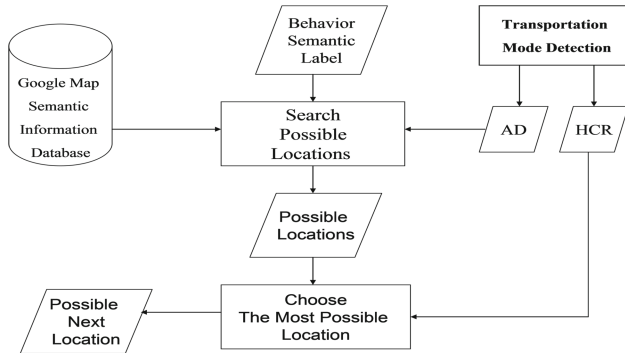 Behavior
Semantic
Label
Transportation
Mode Detection
Google Map
Semantic
Information
Database
Search
Possible
Locations
AD
HCR
Possible
Locations
Choose
The Most Possible
Location
Possible
Next
Location